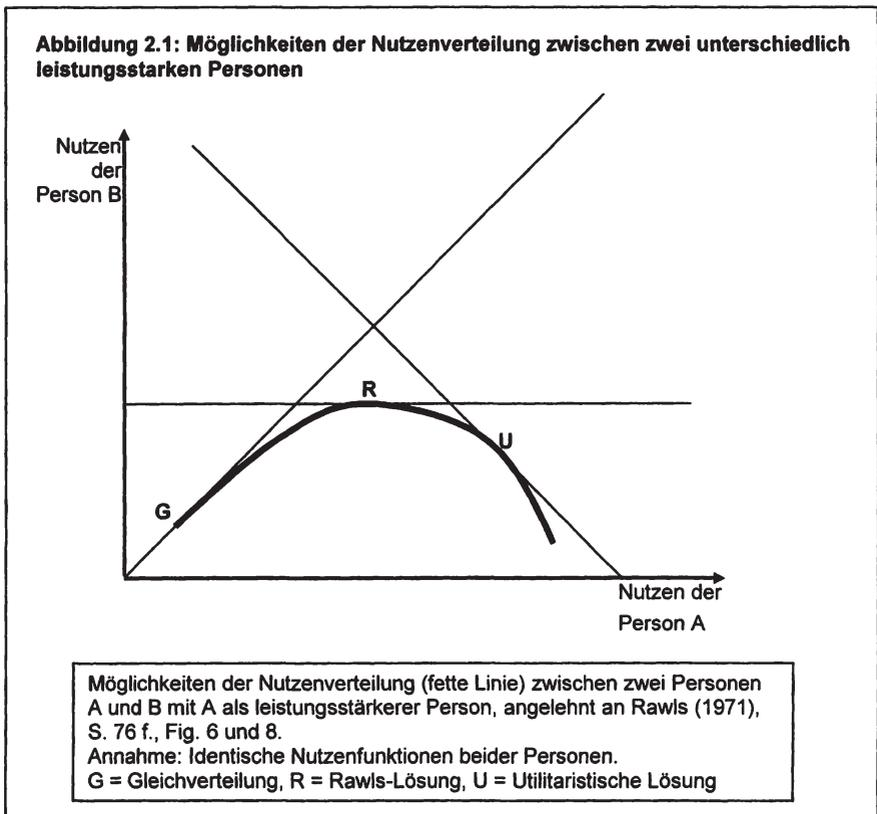 Abbildung 2.1: Möglichkeiten der Nutzenverteilung zwischen zwei unterschiedlich
leistungsstarken Personen
Nutzen
der
Person B
R
U
G
Nutzen der
Person A
Möglichkeiten der Nutzenverteilung (fette Linie) zwischen zwei Personen
A und B mit A als leistungsstärkerer Person, angelehnt an Rawls (1971),
S. 76 f., Fig. 6 und 8.
Annahme: Identische Nutzenfunktionen beider Personen.
G = Gleichverteilung, R = Rawls-Lösung, U = Utilitaristische Lösung